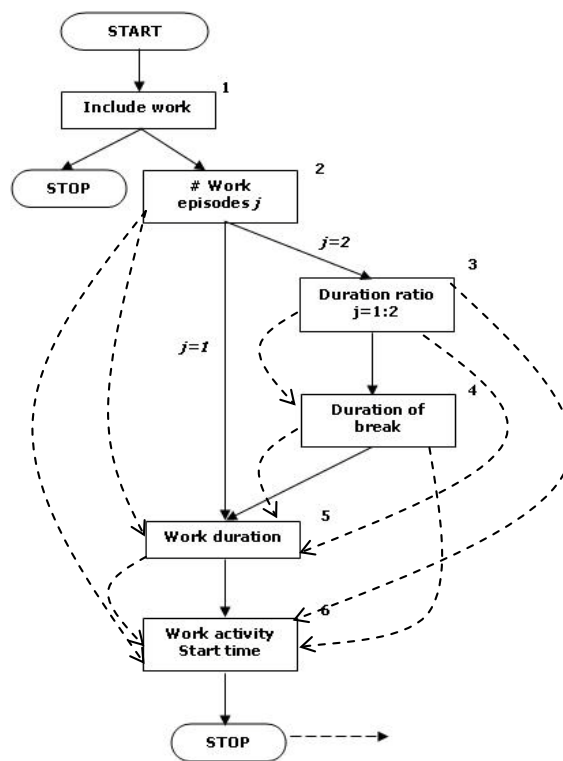 START
1
Include work
STOP
2
# Work
episodes j
j=2
3
Duration ratio
j=1:2
j=1
4
Duration of
break
5
Work duration
6
Work activity
Start time
STOP